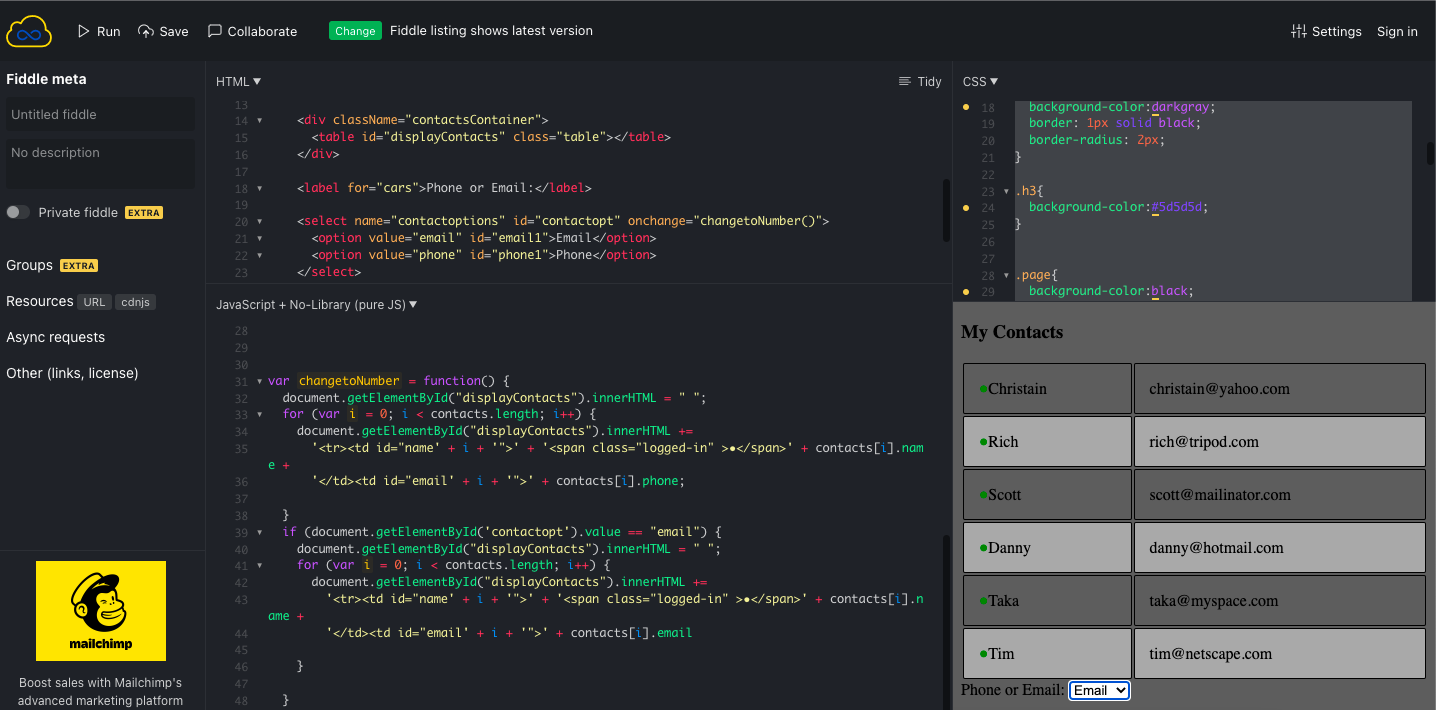 Run Save Collaborate Change Fiddle listing shows latest version Settings Sign in
Fiddle meta
Untitled fiddle
No description
Private fiddle EXTRA
Groups EXTRA
Resources URL cdnjs
Async requests
Other (links, license)
mailchimp
Boost sales with Mailchimp's
advanced marketing platform
HTML ▼ Tidy
13
14 ▼ <div className="contactsContainer">
15 <table id="displayContacts" class="table"></table>
16 </div>
17
18 ▼ <label for="cars">Phone or Email:</label>
19
20 ▼ <select name="contactoptions" id="contactopt" onchange="changetoNumber()">
21 ▼ <option value="email" id="email1">Email</option>
22 ▼ <option value="phone" id="phone1">Phone</option>
23 </select>
JavaScript + No-Library (pure JS) ▼
28
29
30
31 ▼ var changetoNumber = function() {
32 document.getElementById("displayContacts").innerHTML = " ";
33 ▼ for (var i = 0; i < contacts.length; i++) {
34 document.getElementById("displayContacts").innerHTML +=
35 '<tr><td id="name' + i + '">' + '<span class="logged-in" >●</span>' + contacts[i].nam
e +
36 '</td><td id="email' + i + '">' + contacts[i].phone;
37
38 }
39 ▼ if (document.getElementById('contactopt').value == "email") {
40 document.getElementById("displayContacts").innerHTML = " ";
41 ▼ for (var i = 0; i < contacts.length; i++) {
42 document.getElementById("displayContacts").innerHTML +=
43 '<tr><td id="name' + i + '">' + '<span class="logged-in" >●</span>' + contacts[i].n
ame +
44 '</td><td id="email' + i + '">' + contacts[i].email
45
46 }
47
48 }
CSS ▼
18 background-color:darkgray;
19 border: 1px solid black;
20 border-radius: 2px;
21 }
22
23 ▼ .h3{
24 background-color:#5d5d5d;
25 }
26
27
28 ▼ .page{
29 background-color:black;
My Contacts
●Christain christain@yahoo.com
●Rich rich@tripod.com
●Scott scott@mailinator.com
●Danny danny@hotmail.com
●Taka taka@myspace.com
●Tim tim@netscape.com
Phone or Email: Email